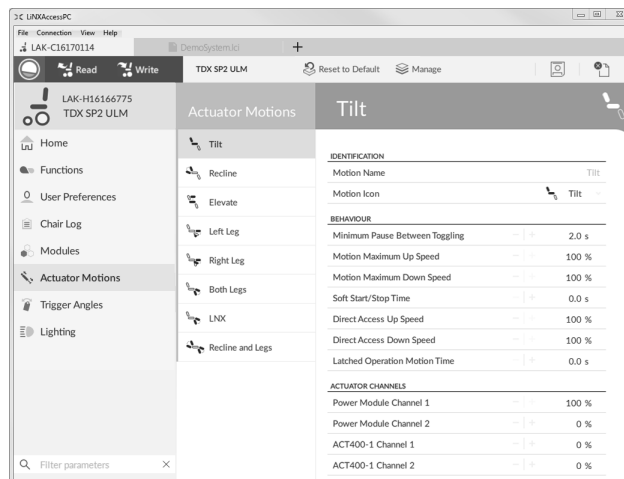 LiNXAccessPC
File Connection View Help
LAK-C16170114 DemoSystem.lci +
Read Write TDX SP2 ULM Reset to Default Manage
LAK-H16166775
TDX SP2 ULM
Home
Functions
User Preferences
Chair Log
Modules
Actuator Motions
Trigger Angles
Lighting
Filter parameters
Actuator Motions
Tilt
Recline
Elevate
Left Leg
Right Leg
Both Legs
LNX
Recline and Legs
Tilt
IDENTIFICATION
Motion Name Tilt
Motion Icon Tilt
BEHAVIOUR
Minimum Pause Between Toggling 2.0 s
Motion Maximum Up Speed 100 %
Motion Maximum Down Speed 100 %
Soft Start/Stop Time 0.0 s
Direct Access Up Speed 100 %
Direct Access Down Speed 100 %
Latched Operation Motion Time 0.0 s
ACTUATOR CHANNELS
Power Module Channel 1 100 %
Power Module Channel 2 0 %
ACT400-1 Channel 1 0 %
ACT400-1 Channel 2 0 %